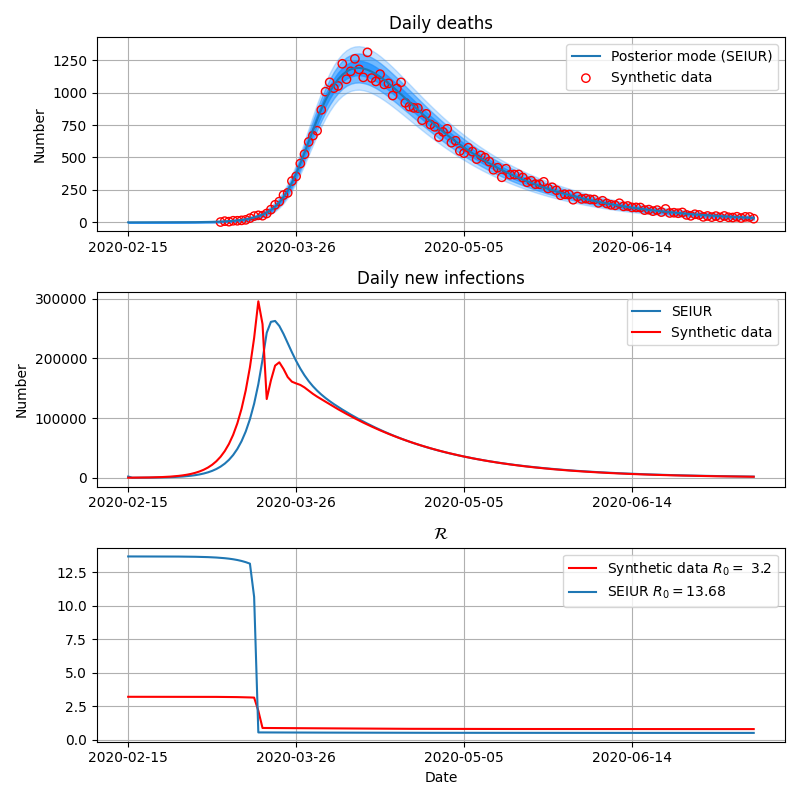 Daily deaths
1250
1000
750
500
250
0
Number
Posterior mode (SEIUR)
Synthetic data
2020-02-15 2020-03-26 2020-05-05 2020-06-14
Daily new infections
300000
200000
100000
0
Number
SEIUR
Synthetic data
2020-02-15 2020-03-26 2020-05-05 2020-06-14
ℛ
12.5
10.0
7.5
5.0
2.5
0.0
Synthetic data R₀ = 3.2
SEIUR R₀ = 13.68
2020-02-15 2020-03-26 2020-05-05 2020-06-14
Date